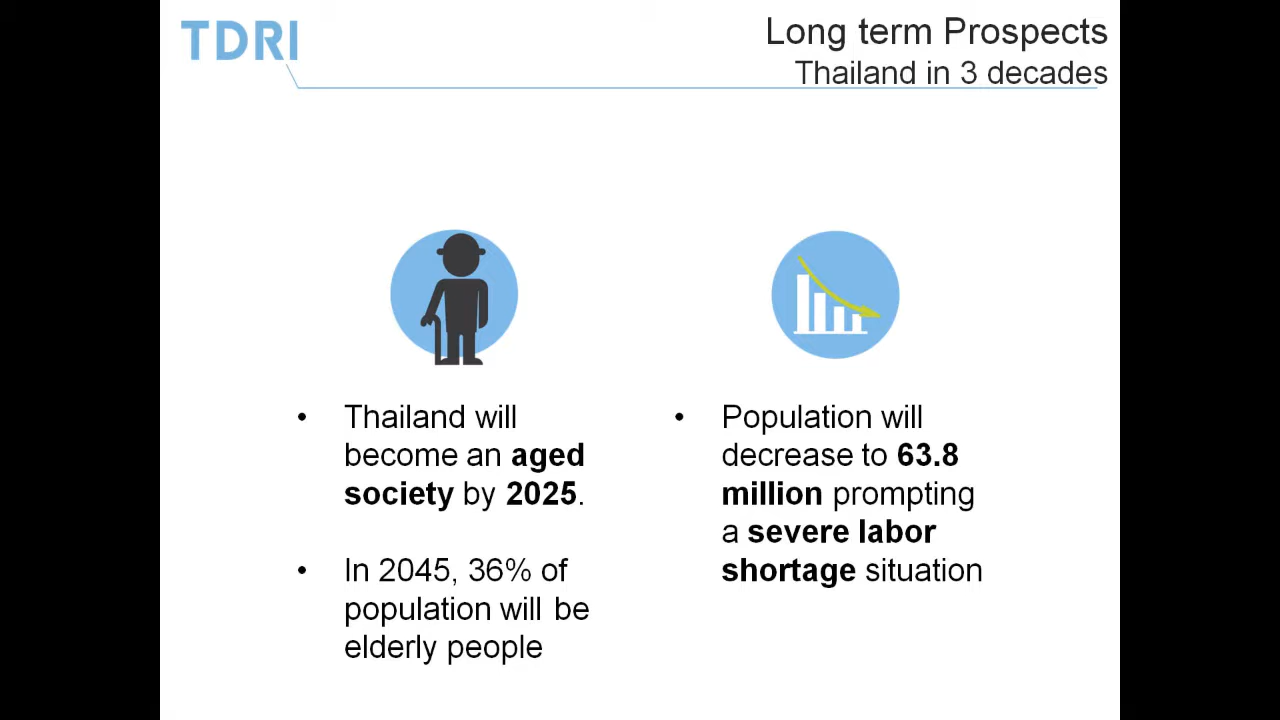 TDRI
Long term Prospects
Thailand in 3 decades
• Thailand will
become an aged
society by 2025.
• In 2045, 36% of
population will be
elderly people
• Population will
decrease to 63.8
million prompting
a severe labor
shortage situation